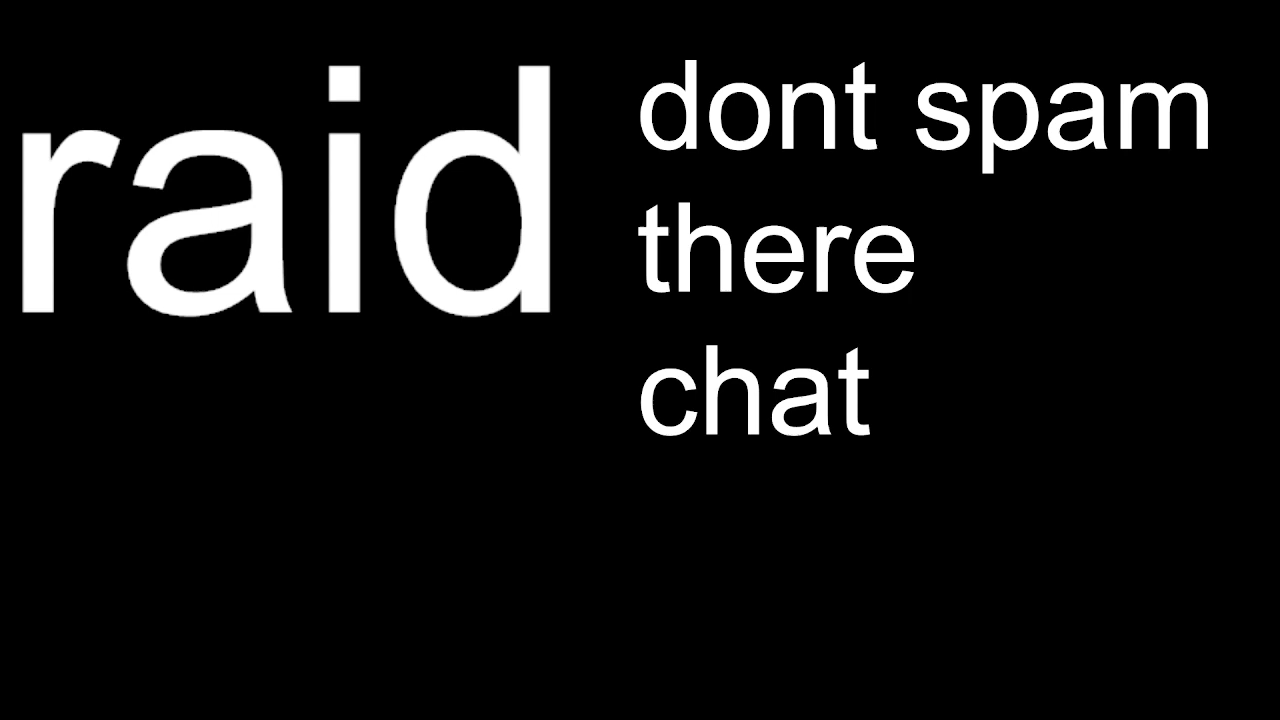 raid
dont spam
there
chat